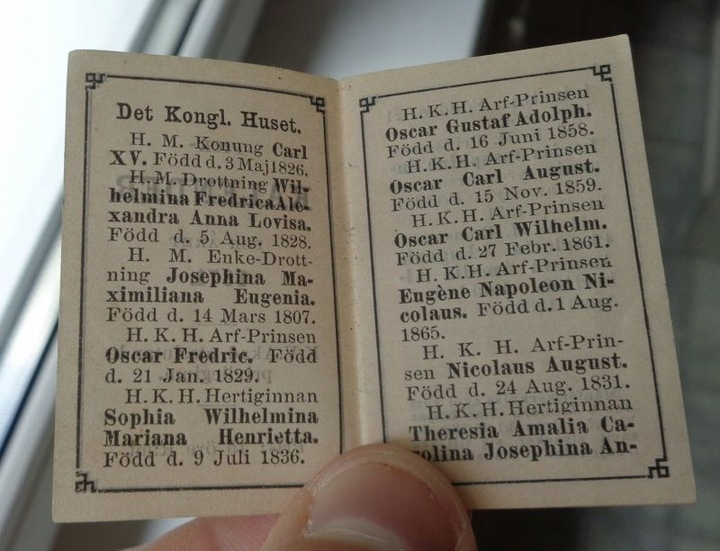 Det Kongl. Huset.
H. M. Konung Carl
XV. Född d. 3 Maj 1826.
H. M. Drottning Wil-
helmina Fredrica Ale-
xandra Anna Lovisa.
Född d. 5 Aug. 1828.
H. M. Enke-Drott-
ning Josephina Ma-
ximiliana Eugenia.
Född d. 14 Mars 1807.
H. K. H. Arf-Prinsen
Oscar Fredric. Född
d. 21 Jan. 1829.
H. K. H. Hertiginnan
Sophia Wilhelmina
Mariana Henrietta.
Född d. 9 Juli 1836.
H. K. H. Arf-Prinsen
Oscar Gustaf Adolph.
Född d. 16 Juni 1858.
H. K. H. Arf-Prinsen
Oscar Carl August.
Född d. 15 Nov. 1859.
H. K. H. Arf-Prinsen
Oscar Carl Wilhelm.
Född d. 27 Febr. 1861.
H. K. H. Arf-Prinsen
Eugène Napoleon Ni-
colaus. Född d. 1 Aug.
1865.
H. K. H. Arf-Prin-
sen Nicolaus August.
Född d. 24 Aug. 1831.
H. K. H. Hertiginnan
Theresia Amalia Ca-
rolina Josephina An-